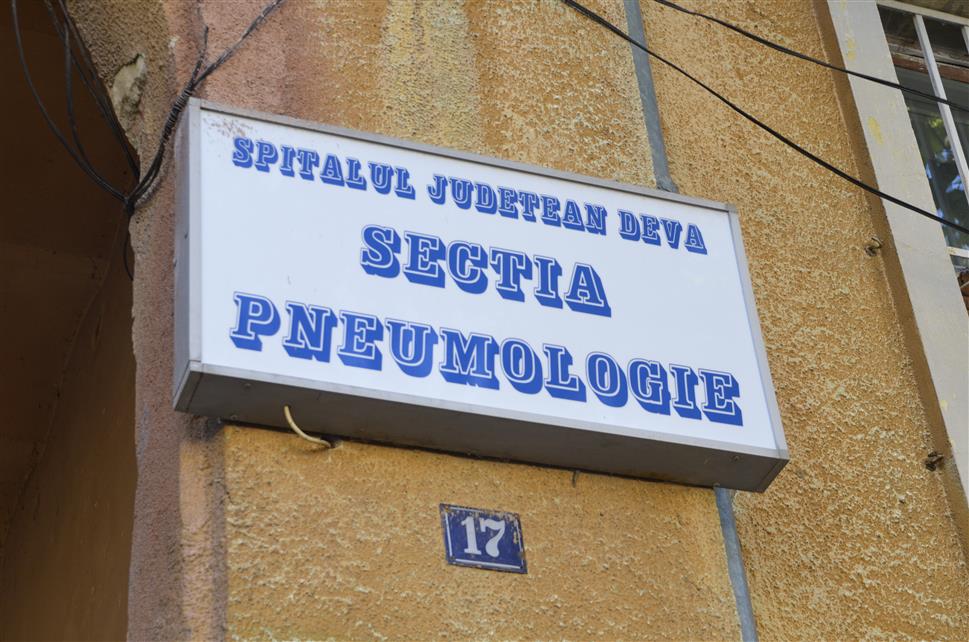 SPITALUL JUDETEAN DEVA
SECTIA
PNEUMOLOGIE
17